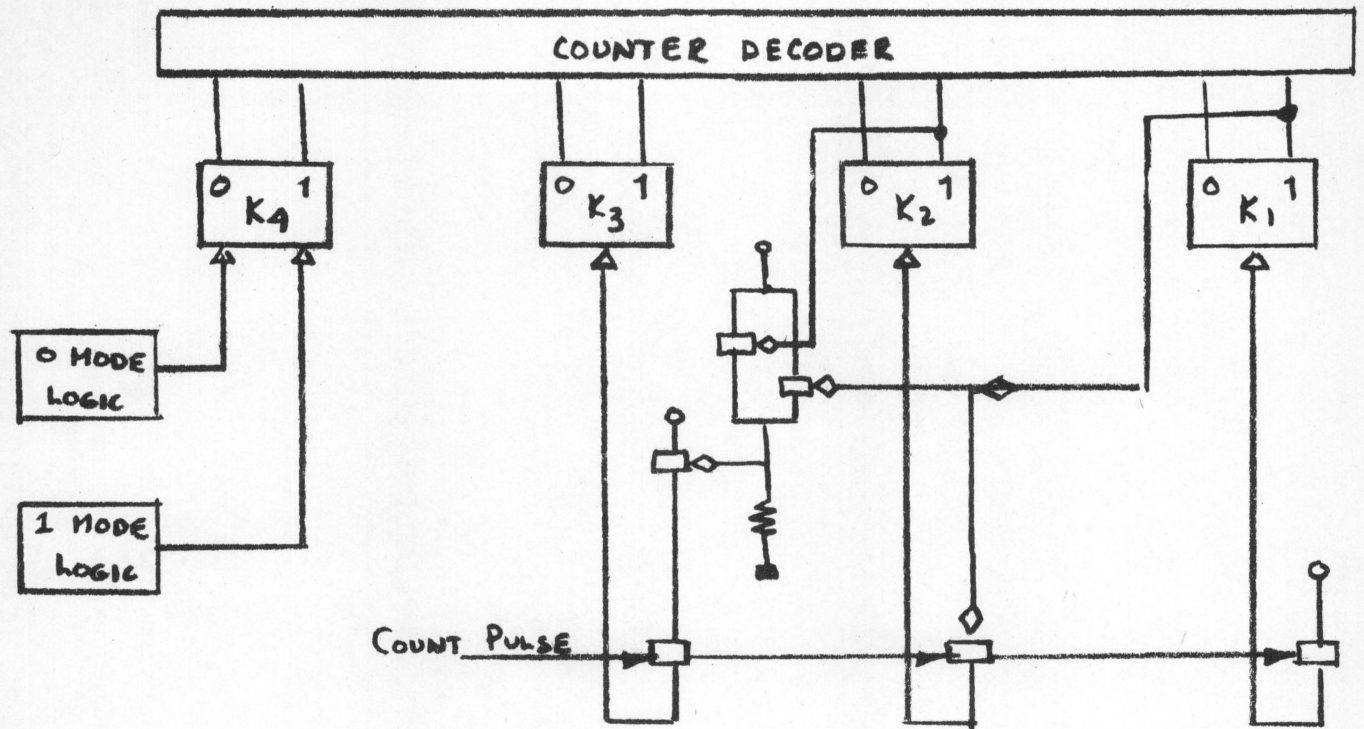 COUNTER DECODER
0 1
K4
0 1
K3
0 1
K2
0 1
K1
0 MODE
LOGIC
1 MODE
LOGIC
COUNT PULSE